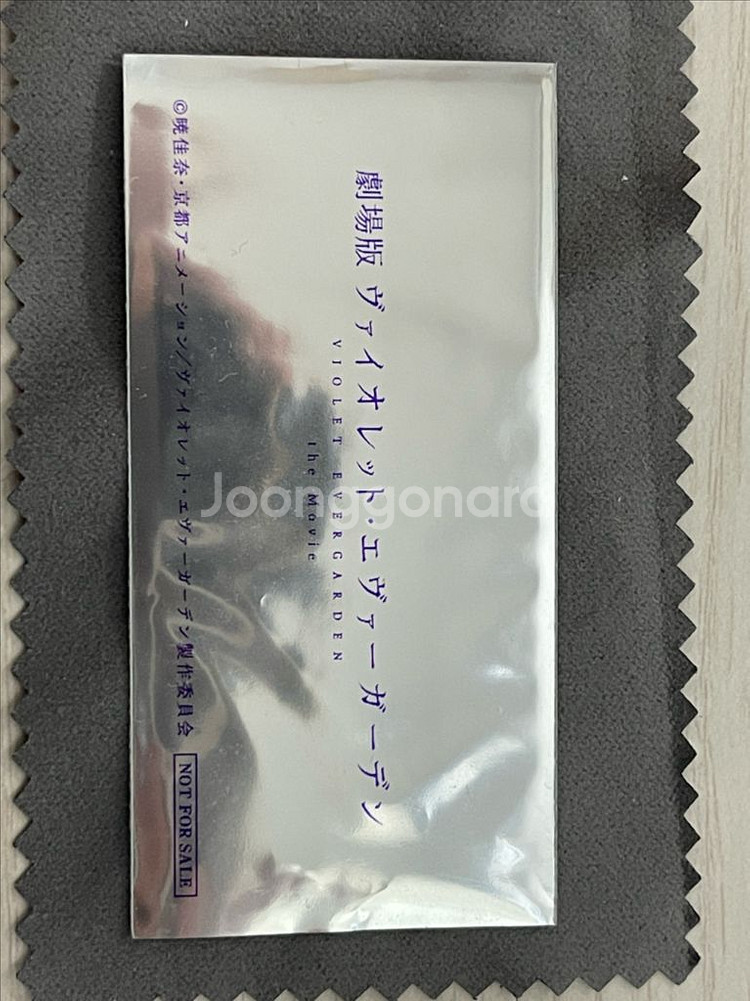 劇場版 ヴァイオレット・エヴァーガーデン
VIOLET EVERGARDEN
the Movie
©暁佳奈・京都アニメーション/ヴァイオレット・エヴァーガーデン製作委員会
NOT FOR SALE
Joonggonara